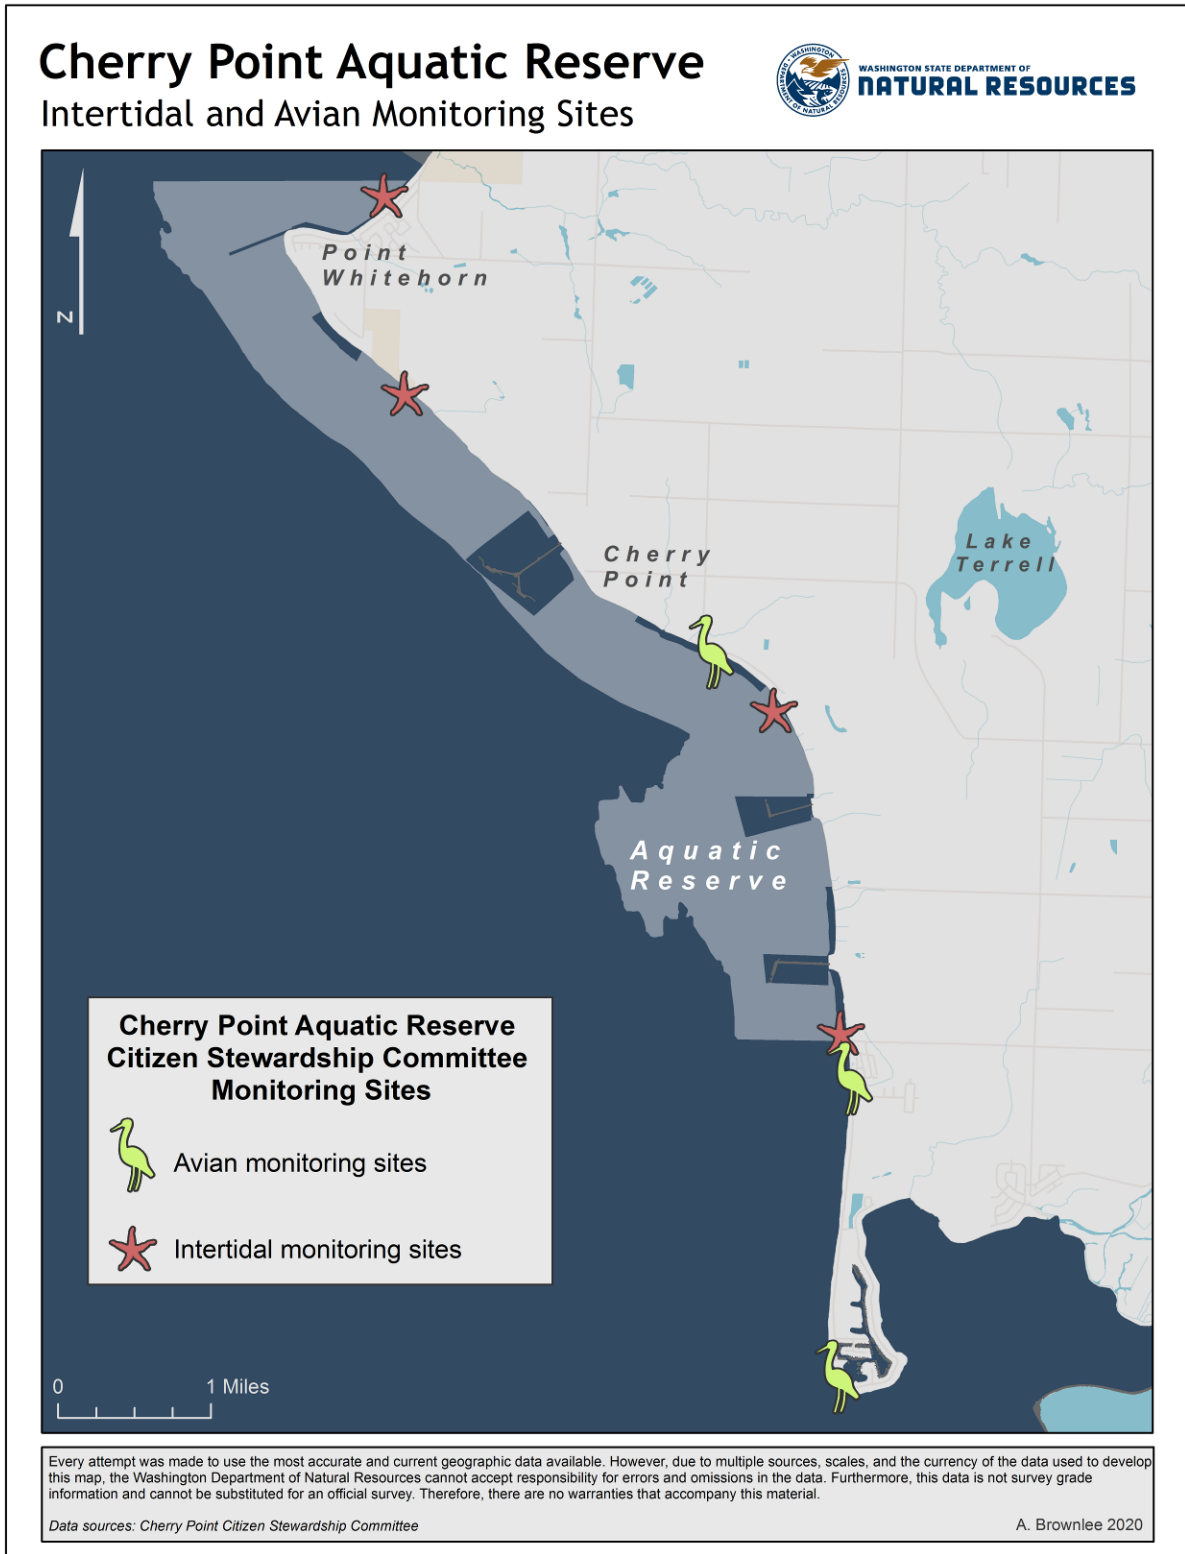 Cherry Point Aquatic Reserve
Intertidal and Avian Monitoring Sites
WASHINGTON
DEPARTMENT OF NATURAL RESOURCES
WASHINGTON STATE DEPARTMENT OF
NATURAL RESOURCES
N
Point
Whitehorn
Cherry
Point
Lake
Terrell
Aquatic
Reserve
Cherry Point Aquatic Reserve
Citizen Stewardship Committee
Monitoring Sites
Avian monitoring sites
Intertidal monitoring sites
0 1 Miles
Every attempt was made to use the most accurate and current geographic data available. However, due to multiple sources, scales, and the currency of the data used to develop
this map, the Washington Department of Natural Resources cannot accept responsibility for errors and omissions in the data. Furthermore, this data is not survey grade
information and cannot be substituted for an official survey. Therefore, there are no warranties that accompany this material.
Data sources: Cherry Point Citizen Stewardship Committee
A. Brownlee 2020